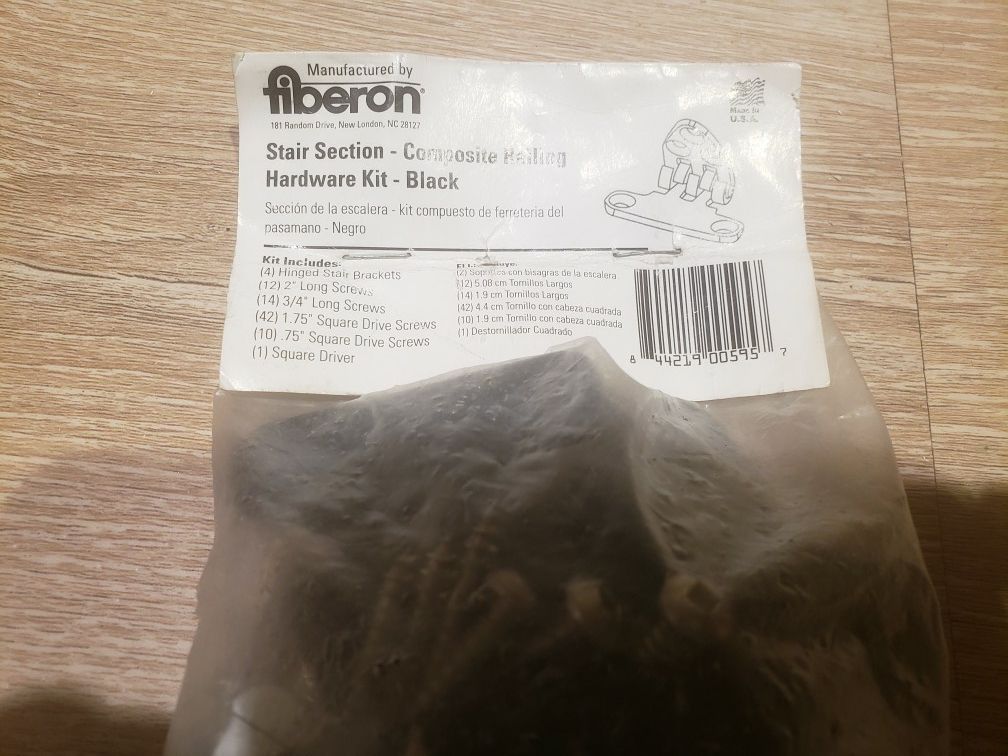 Manufactured by
fiberon®
181 Random Drive, New London, NC 28127
Made in
U.S.A.
Stair Section - Composite Railing
Hardware Kit - Black
Sección de la escalera - kit compuesto de ferreteria del
pasamano - Negro
Kit Includes:
(4) Hinged Stair Brackets
(12) 2" Long Screws
(14) 3/4" Long Screws
(42) 1.75" Square Drive Screws
(10) .75" Square Drive Screws
(1) Square Driver
(2) con bisagras de la escalera
(12) 5.08 cm Tornillos Largos
(14) 1.9 cm Tornillos Largos
(42) 4.4 cm Tornillo con cabeza cuadrada
(10) 1.9 cm Tornillo con cabeza cuadrada
(1) Destornillador Cuadrado
8 44219 00595 7